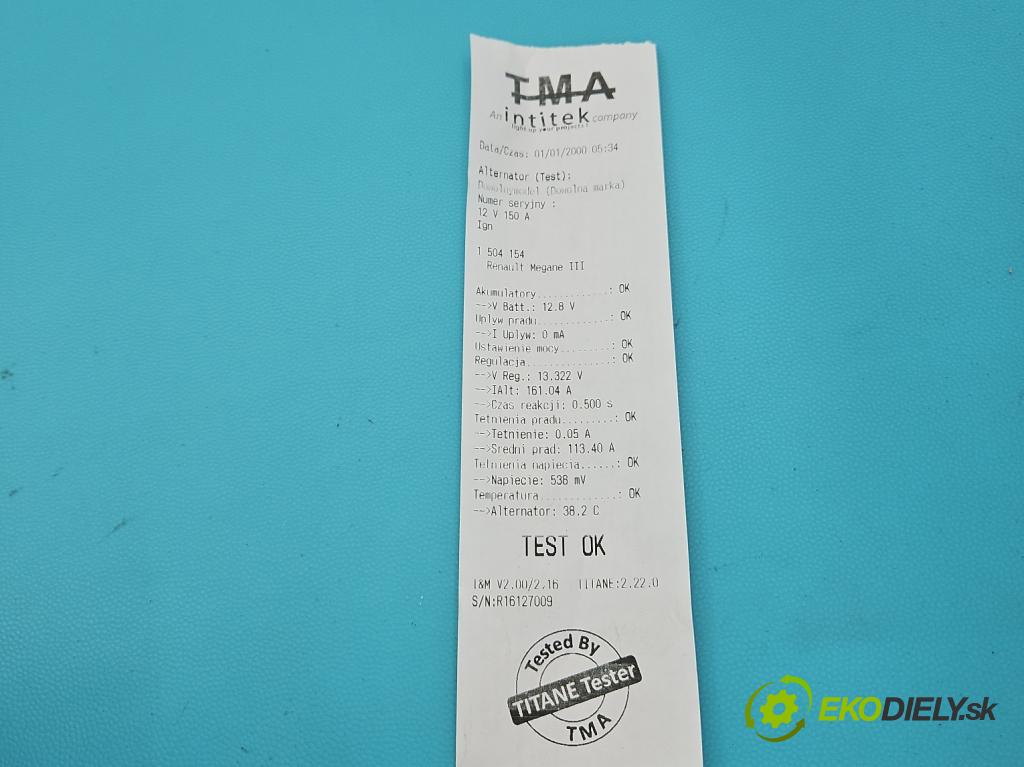 TMA
An intitek company
light up your projects !
Data/Czas: 01/01/2000 05:34
Alternator (Test):
Dowolnymodel (Dowolna marka)
Numer seryjny :
12 V 150 A
Ign
1 504 154
Renault Megane III
Akumulatory............: OK
-->V Batt.: 12.8 V
Uplyw pradu............: OK
-->I Uplyw: 0 mA
Ustawienie mocy........: OK
Regulacja..............: OK
-->V Reg.: 13.322 V
-->IAlt: 161.04 A
-->Czas reakcji: 0.500 s
Tetnienia pradu.........: OK
-->Tetnienie: 0.05 A
-->Sredni prad: 113.40 A
Tetnienia napiecia......: OK
-->Napiecie: 538 mV
Temperatura............: OK
-->Alternator: 38.2 C
TEST OK
T&M V2.00/2.16 TITANE:2.22.0
S/N:R16127009
Tested By
TITANE Tester
TMA
EKODIELY.sk